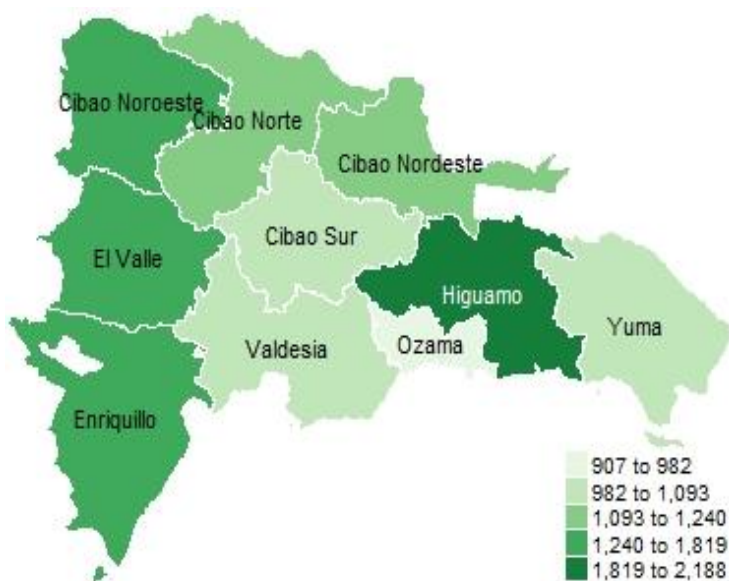 Cibao Noroeste
Cibao Norte
Cibao Nordeste
Cibao Sur
El Valle
Higuamo
Yuma
Ozama
Valdesia
Enriquillo
907 to 982
982 to 1,093
1,093 to 1,240
1,240 to 1,819
1,819 to 2,188